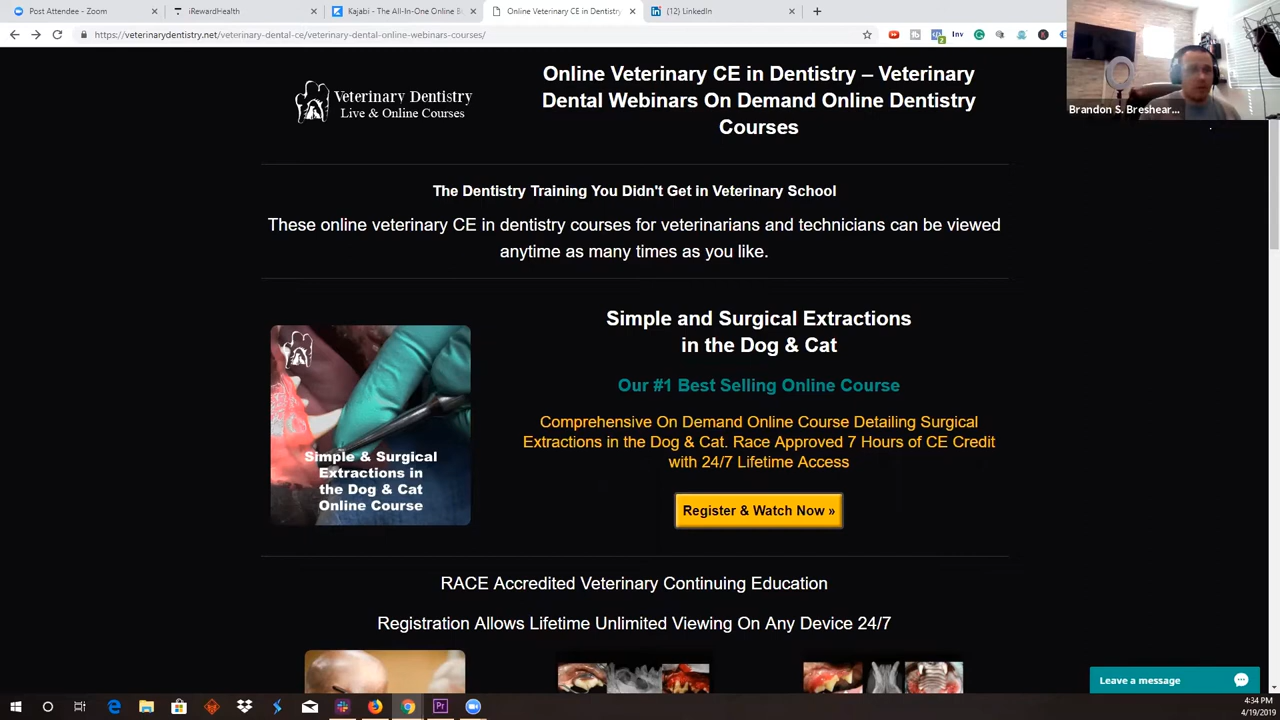 Post Attendee - Zoom
iRewardHealth
Kajabi - The All-In-One Online B
Online Veterinary CE in Dentistry
(12) LinkedIn
https://veterinarydentistry.net/veterinary-dental-ce/veterinary-dental-online-webinars-courses/
Inv
2
Brandon S. Breshear...
Veterinary Dentistry
Live & Online Courses
Online Veterinary CE in Dentistry – Veterinary
Dental Webinars On Demand Online Dentistry
Courses
The Dentistry Training You Didn't Get in Veterinary School
These online veterinary CE in dentistry courses for veterinarians and technicians can be viewed
anytime as many times as you like.
Simple & Surgical
Extractions in
the Dog & Cat
Online Course
Simple and Surgical Extractions
in the Dog & Cat
Our #1 Best Selling Online Course
Comprehensive On Demand Online Course Detailing Surgical
Extractions in the Dog & Cat. Race Approved 7 Hours of CE Credit
with 24/7 Lifetime Access
Register & Watch Now »
RACE Accredited Veterinary Continuing Education
Registration Allows Lifetime Unlimited Viewing On Any Device 24/7
Leave a message
4:34 PM
4/19/2019